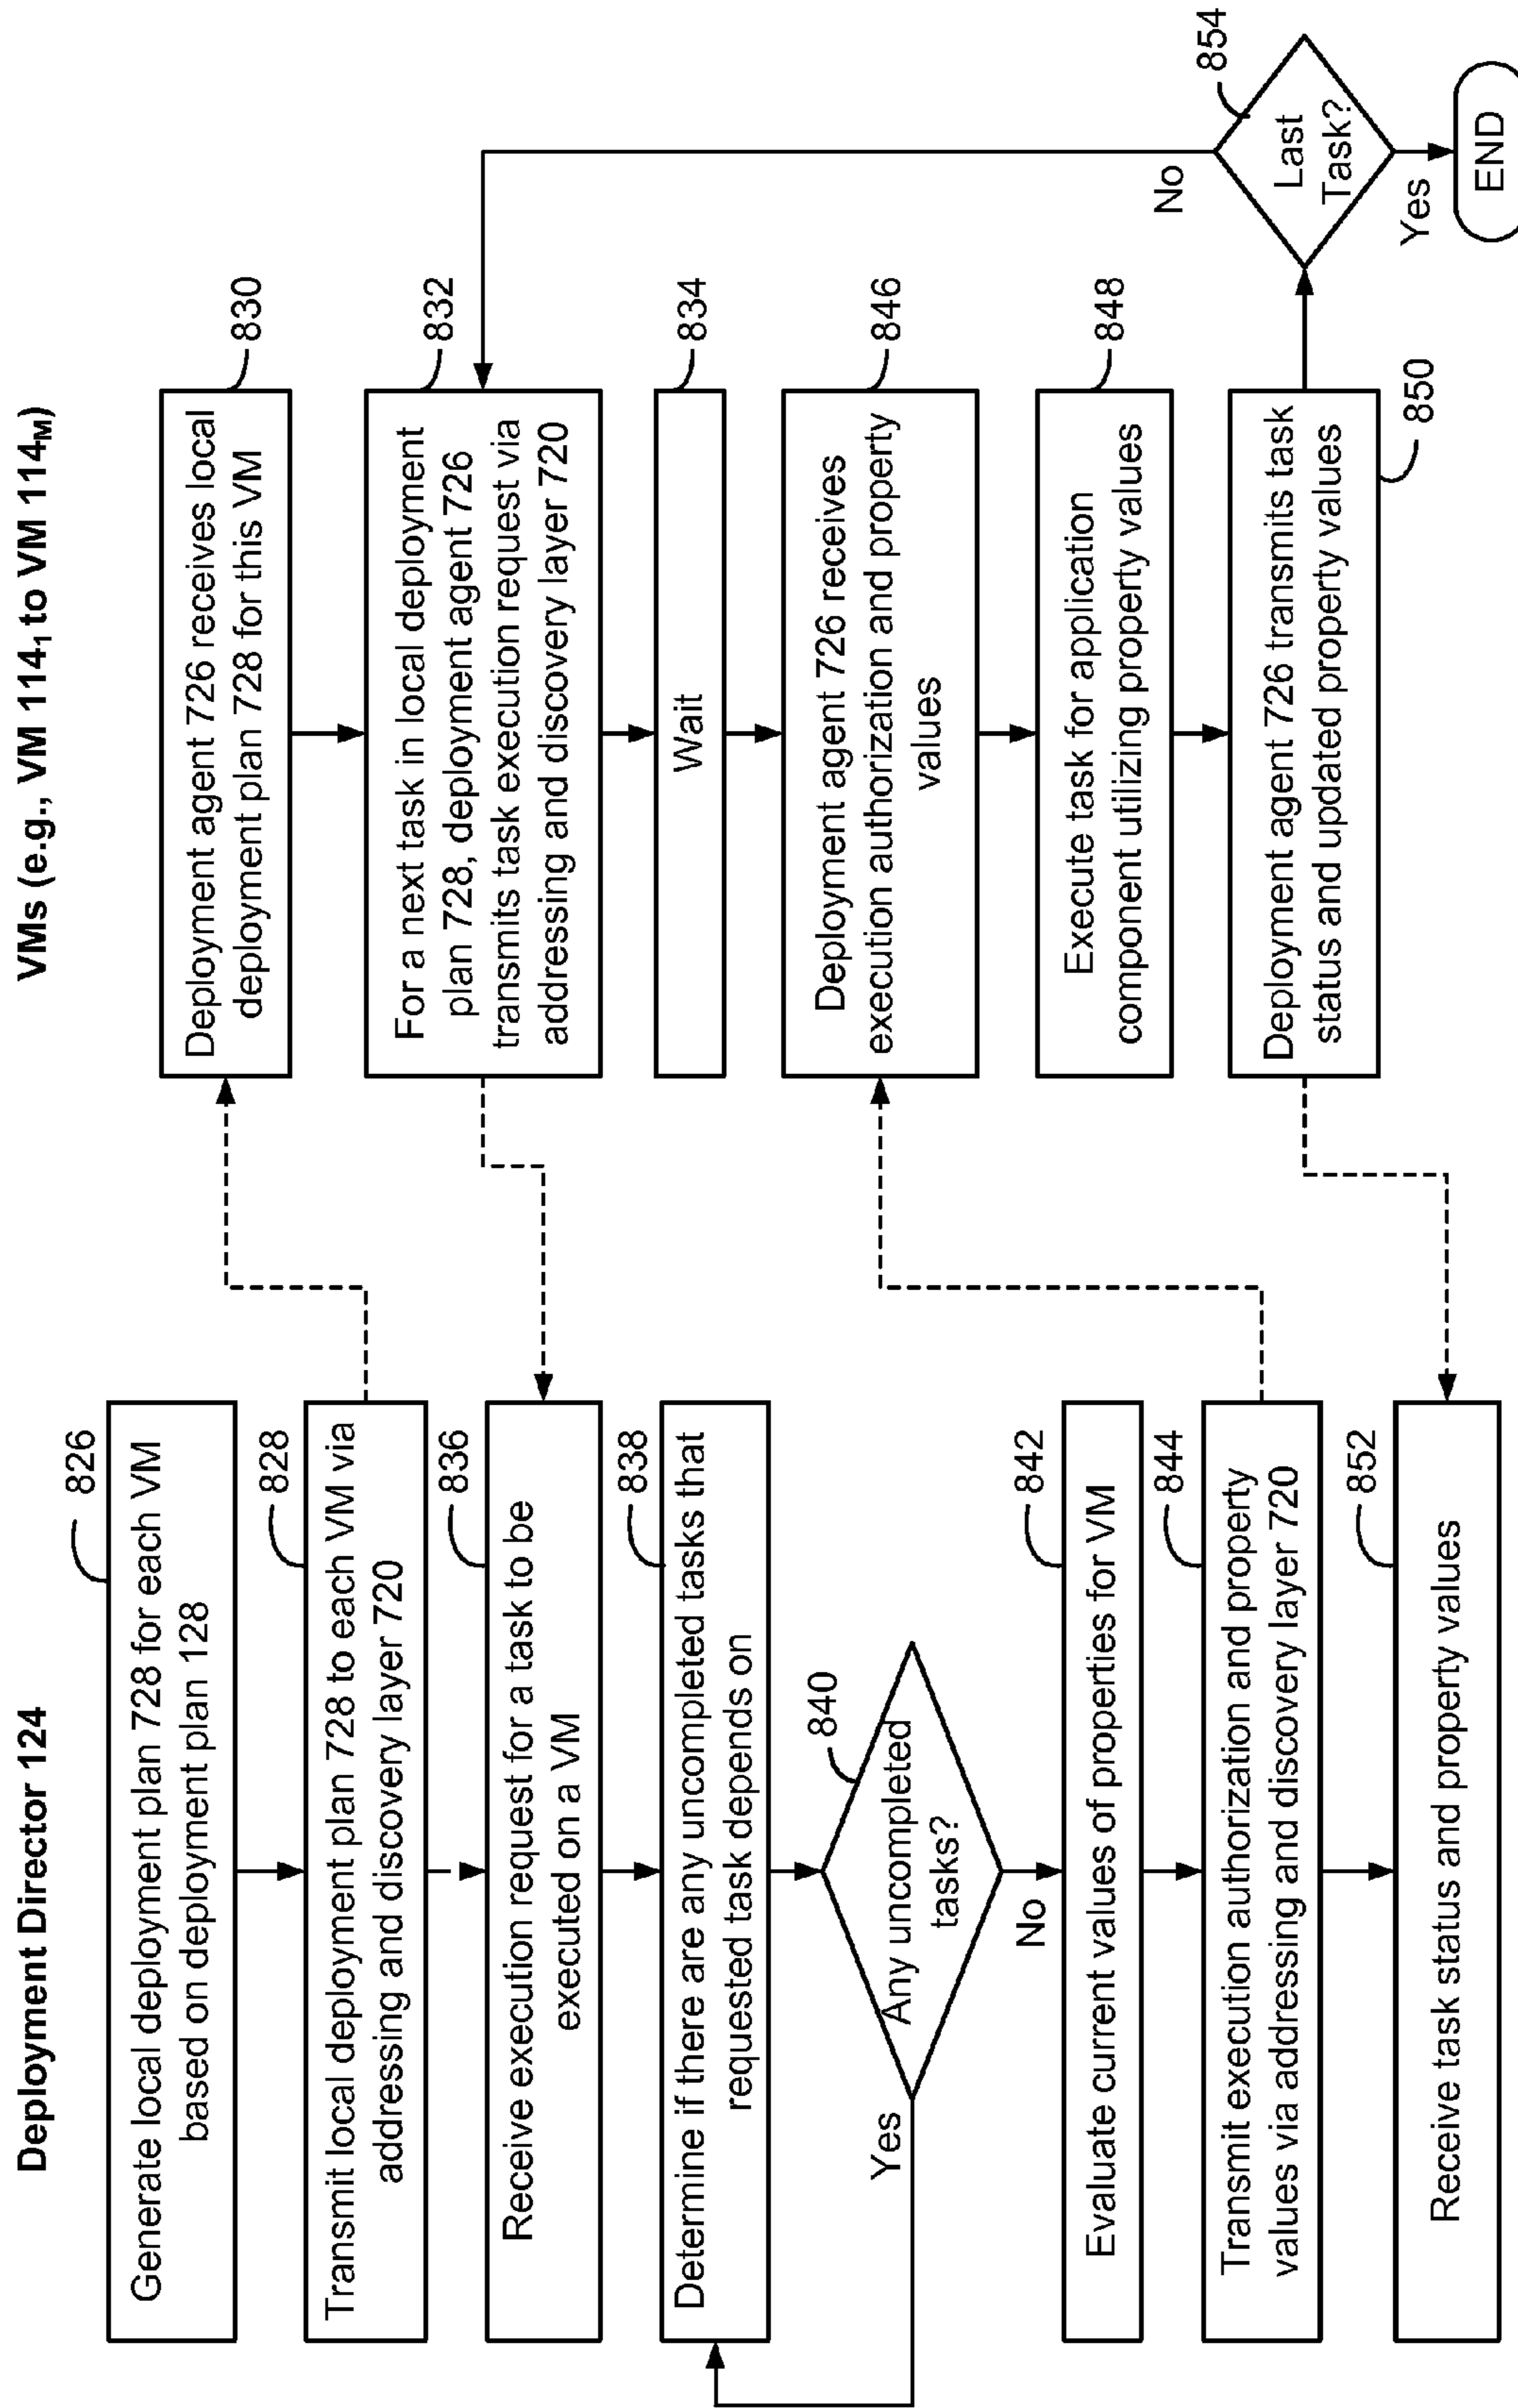 Deployment Director 124
826
Generate local deployment plan 728 for each VM
based on deployment plan 128
828
Transmit local deployment plan 728 to each VM via
addressing and discovery layer 720
836
Receive execution request for a task to be
executed on a VM
838
Determine if there are any uncompleted tasks that
requested task depends on
840
Any uncompleted
tasks?
Yes
No
842
Evaluate current values of properties for VM
844
Transmit execution authorization and property
values via addressing and discovery layer 720
852
Receive task status and property values
VMs (e.g., VM 114₁ to VM 114ₘ)
Deployment agent 726 receives local
deployment plan 728 for this VM
830
For a next task in local deployment
plan 728, deployment agent 726
transmits task execution request via
addressing and discovery layer 720
832
Wait
834
Deployment agent 726 receives
execution authorization and property
values
846
Execute task for application
component utilizing property values
848
Deployment agent 726 transmits task
status and updated property values
850
854
Last
Task?
No
Yes
END